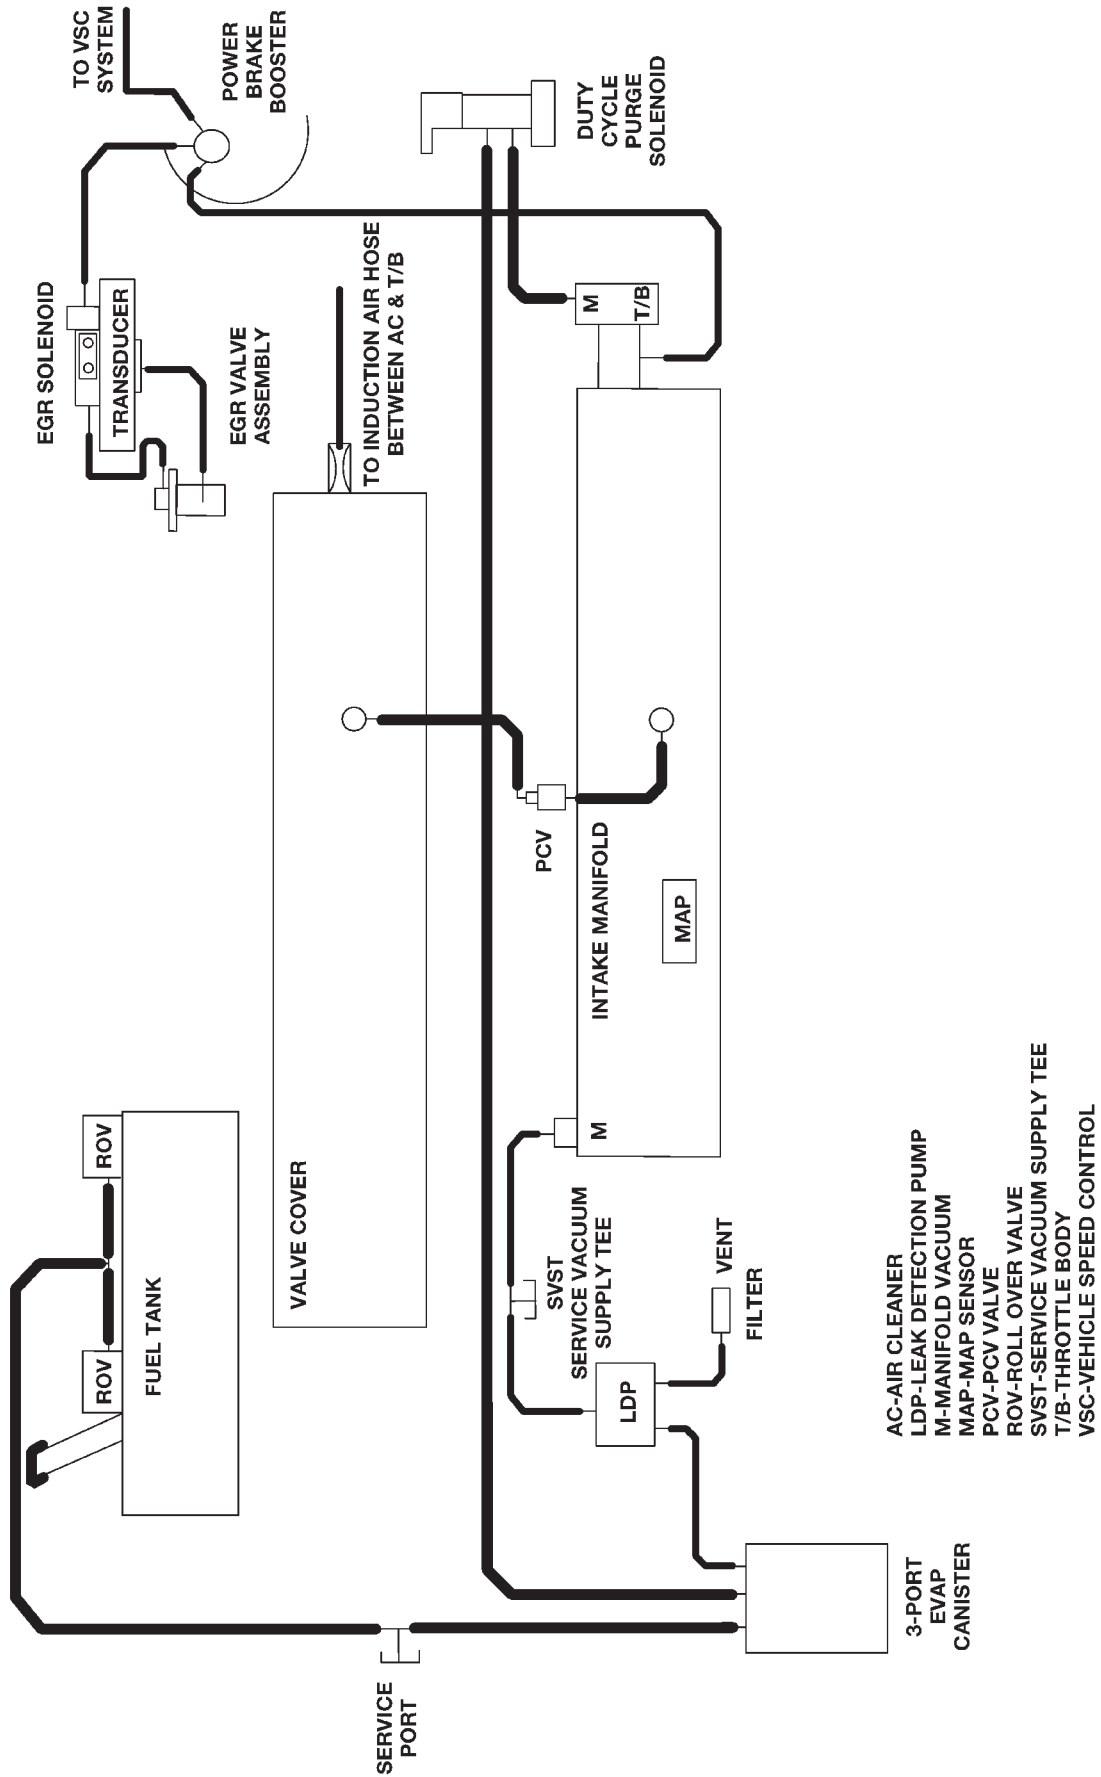 SERVICE
PORT
ROV
ROV
FUEL TANK
EGR SOLENOID
TRANSDUCER
TO VSC
SYSTEM
POWER
BRAKE
BOOSTER
EGR VALVE
ASSEMBLY
VALVE COVER
TO INDUCTION AIR HOSE
BETWEEN AC & T/B
DUTY
CYCLE
PURGE
SOLENOID
PCV
SVST
SERVICE VACUUM
SUPPLY TEE
M
INTAKE MANIFOLD
M
T/B
MAP
LDP
VENT
FILTER
3-PORT
EVAP
CANISTER
AC-AIR CLEANER
LDP-LEAK DETECTION PUMP
M-MANIFOLD VACUUM
MAP-MAP SENSOR
PCV-PCV VALVE
ROV-ROLL OVER VALVE
SVST-SERVICE VACUUM SUPPLY TEE
T/B-THROTTLE BODY
VSC-VEHICLE SPEED CONTROL